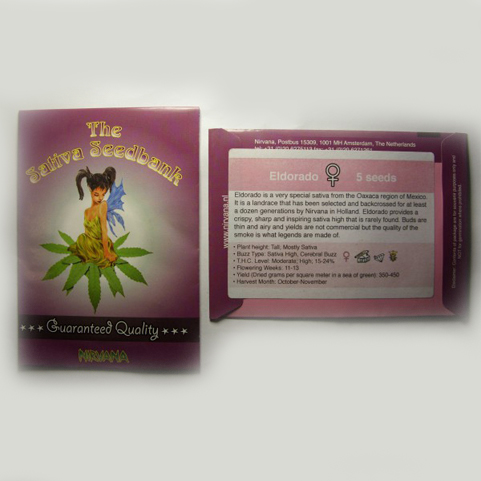 The
Sativa Seedbank
Guaranteed Quality
NIRVANA
Nirvana, Postbus 15309, 1001 MH Amsterdam, The Netherlands
www.nirvana.nl
Eldorado 5 seeds
Eldorado is a very special sativa from the Oaxaca region of Mexico.
It is a landrace that has been selected and backcrossed for at least
a dozen generations by Nirvana in Holland. Eldorado provides a
crisp, sharp and inspiring sativa high that is rarely found. Buds are
thin and airy and yields are not commercial but the quality of the
smoke is what legends are made of.
• Plant height: Tall, Mostly Sativa
• Buzz Type: Sativa High, Cerebral Buzz
• T.H.C. Level: Moderate, High, 15-24%
• Flowering Weeks: 11-13
• Yield (Dried grams per square meter in a sea of green): 350-450
• Harvest Month: October-November